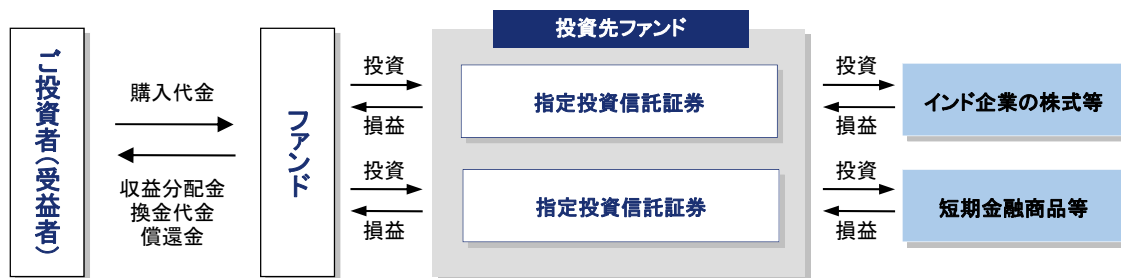 ご投資者(受益者)
購入代金
収益分配金
換金代金
償還金
ファンド
投資
損益
投資
損益
投資先ファンド
指定投資信託証券
指定投資信託証券
投資
損益
投資
損益
インド企業の株式等
短期金融商品等